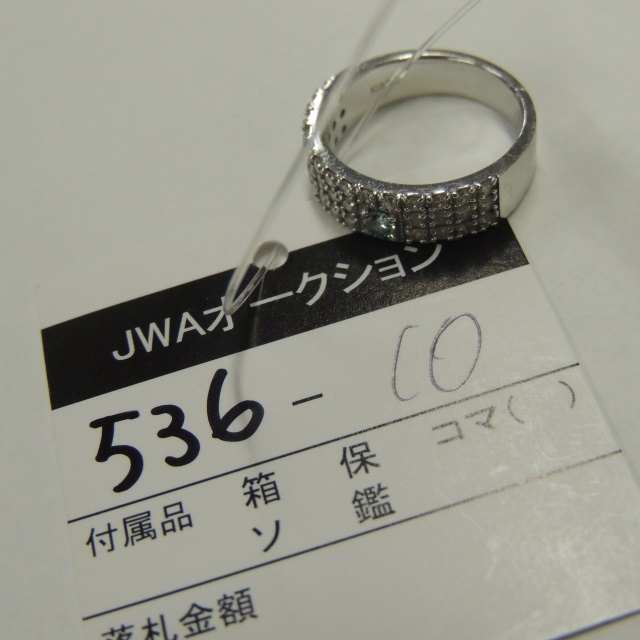 JWAオークション
536-10
付属品 箱 保 コマ( )
ソ 鑑
落札金額